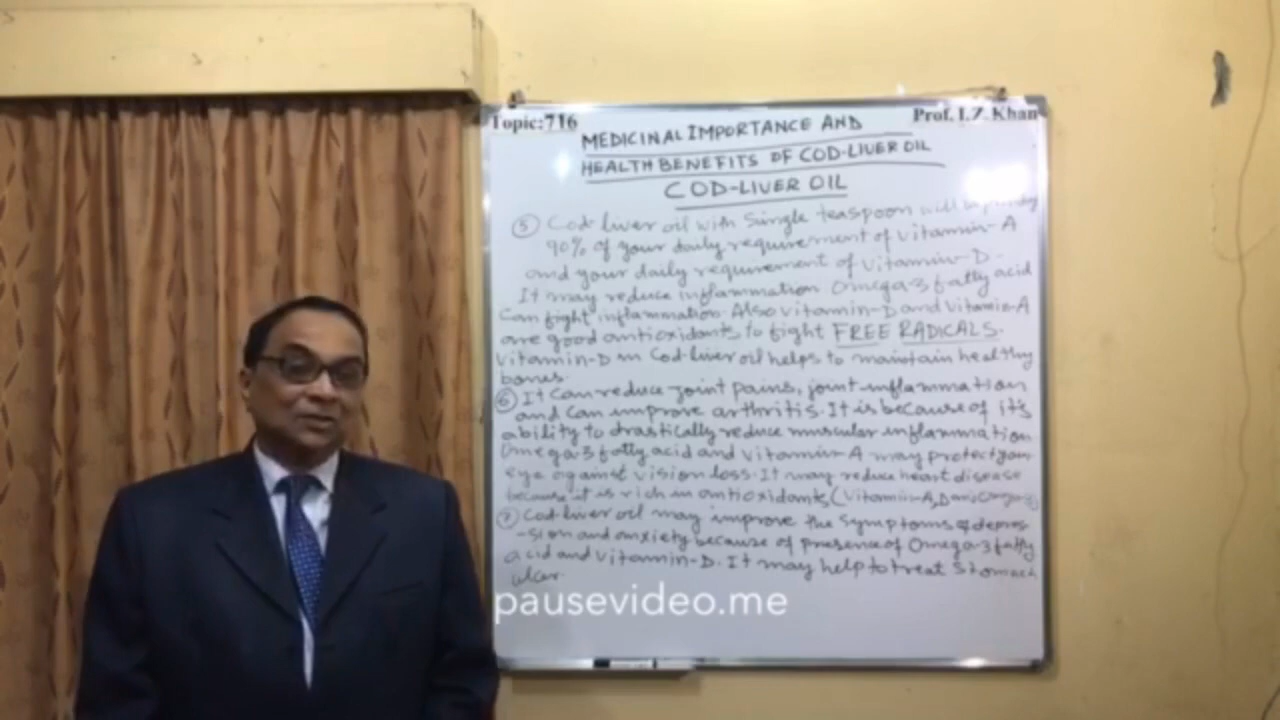 Topic:716
Prof. I.Z. Khan
MEDICINAL IMPORTANCE AND
HEALTH BENEFITS OF COD-LIVER OIL
COD-LIVER OIL
5 Cod liver oil with Single teaspoon will
90% of your daily requirement of vitamin-A
and your daily requirement of vitamin-D.
It may reduce inflammation Omega-3 fatty acid
Can fight inflammation. Also vitamin-D and Vitamin-A
are good antioxidants to fight FREE RADICALS.
Vitamin-D in Cod liver oil helps to maintain healthy
bones.
6 It can reduce joint pains, joint inflammation
and can improve arthritis. It is because of it's
ability to drastically reduce muscular inflammation
Omega-3 fatty acid and vitamin-A may protect your
eye against vision loss. It may reduce heart disease
because it is rich in antioxidants (Vitamin-A, D and Omega-3)
7 Cod liver oil may improve the symptoms of depres
-sion and anxiety because of presence of Omega-3 fatty
acid and vitamin-D. It may help to treat Stomach
ulcer.
pausevideo.me